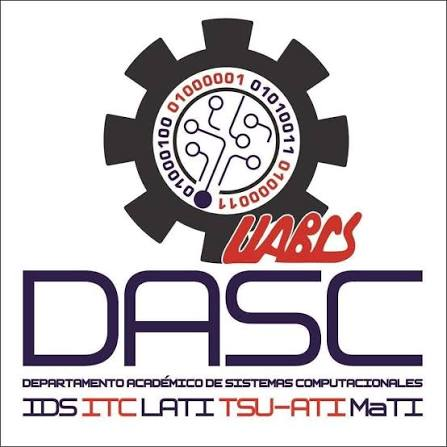 01000100 01000001 01010011 01000011
UABCS
DASC
DEPARTAMENTO ACADÉMICO DE SISTEMAS COMPUTACIONALES
IDS ITC LATI TSU-ATI MaTI